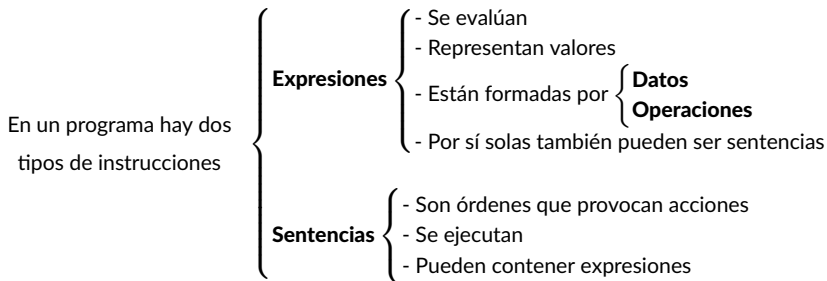 En un programa hay dos
tipos de instrucciones
Expresiones
- Se evalúan
- Representan valores
- Están formadas por
Datos
Operaciones
- Por sí solas también pueden ser sentencias
Sentencias
- Son órdenes que provocan acciones
- Se ejecutan
- Pueden contener expresiones